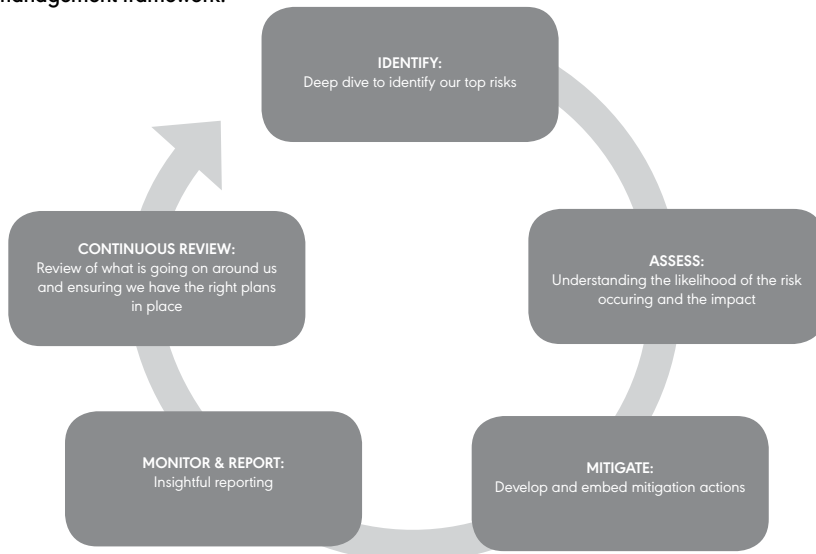 management framework.
IDENTIFY:
Deep dive to identify our top risks
CONTINUOUS REVIEW:
Review of what is going on around us
and ensuring we have the right plans
in place
ASSESS:
Understanding the likelihood of the risk
occuring and the impact
MONITOR & REPORT:
Insightful reporting
MITIGATE:
Develop and embed mitigation actions